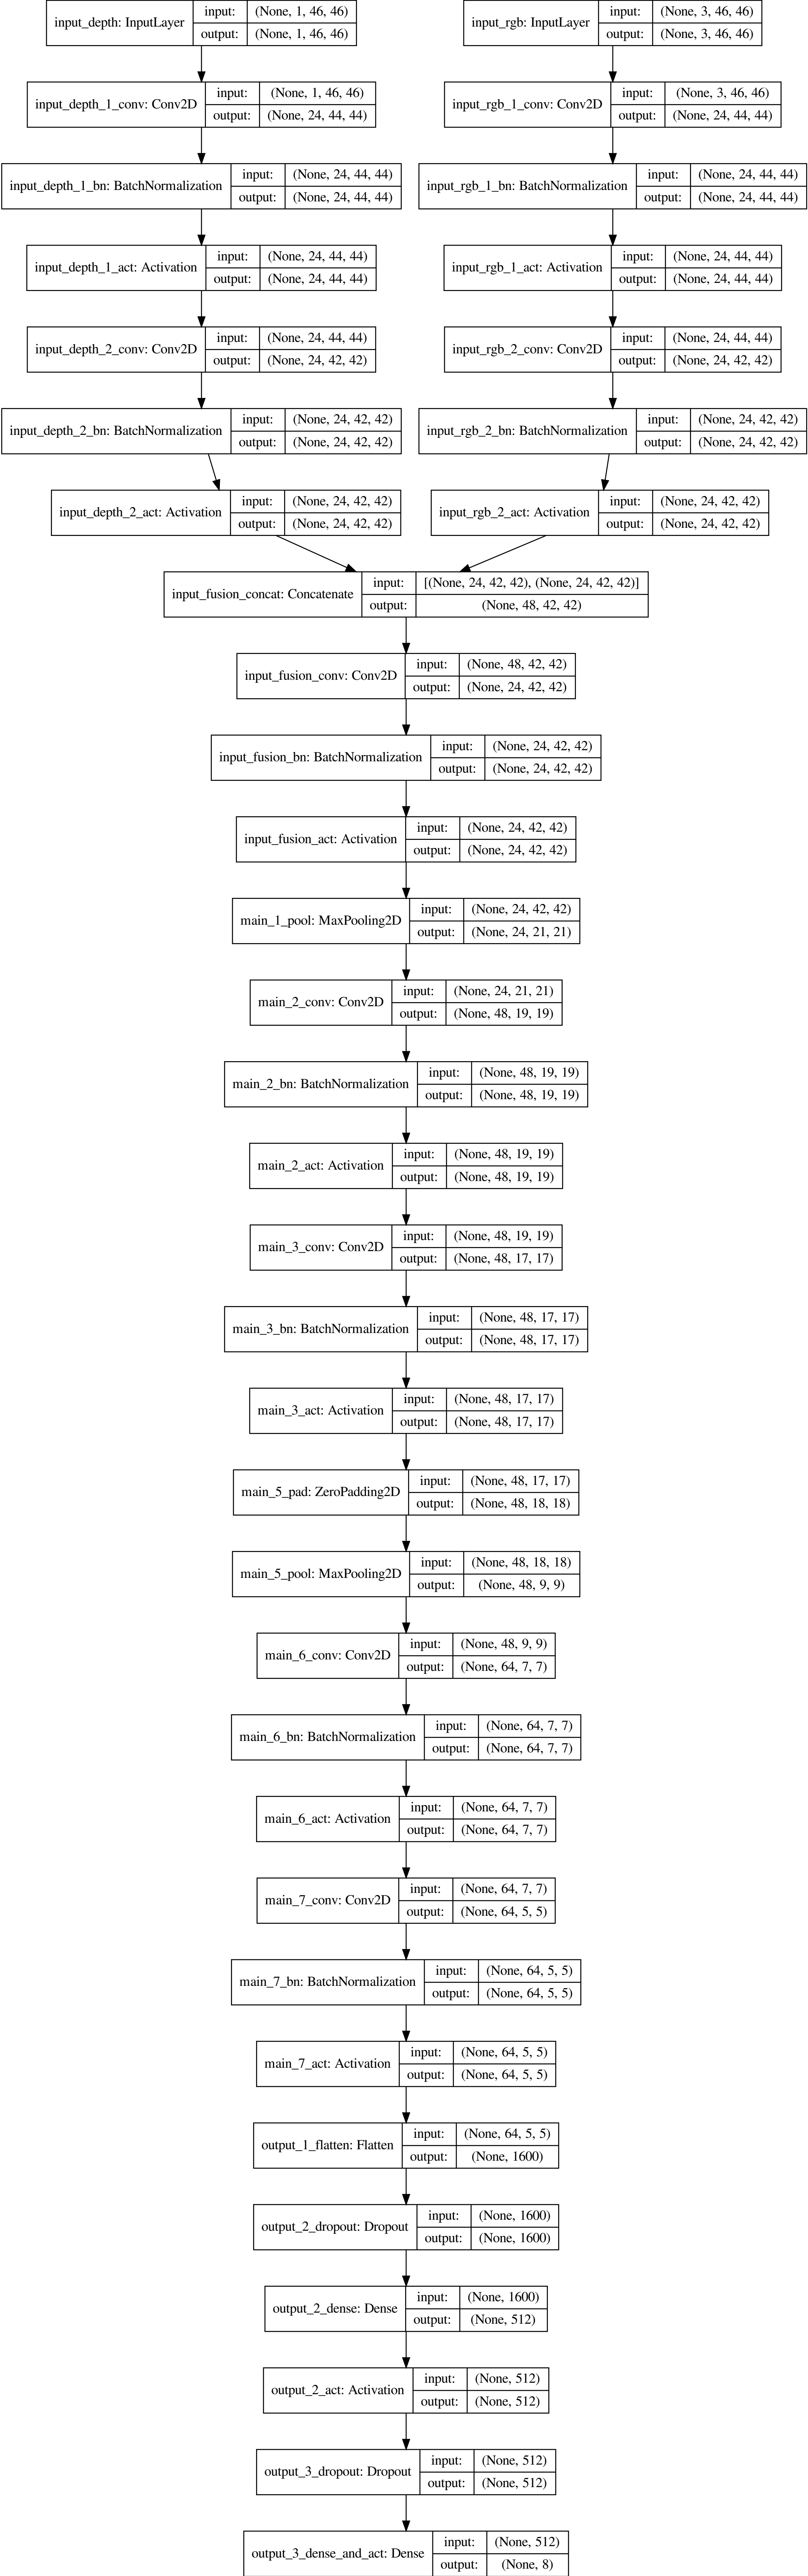 input_depth: InputLayer
input: (None, 1, 46, 46)
output: (None, 1, 46, 46)
input_rgb: InputLayer
input: (None, 3, 46, 46)
output: (None, 3, 46, 46)
input_depth_1_conv: Conv2D
input: (None, 1, 46, 46)
output: (None, 24, 44, 44)
input_rgb_1_conv: Conv2D
input: (None, 3, 46, 46)
output: (None, 24, 44, 44)
input_depth_1_bn: BatchNormalization
input: (None, 24, 44, 44)
output: (None, 24, 44, 44)
input_rgb_1_bn: BatchNormalization
input: (None, 24, 44, 44)
output: (None, 24, 44, 44)
input_depth_1_act: Activation
input: (None, 24, 44, 44)
output: (None, 24, 44, 44)
input_rgb_1_act: Activation
input: (None, 24, 44, 44)
output: (None, 24, 44, 44)
input_depth_2_conv: Conv2D
input: (None, 24, 44, 44)
output: (None, 24, 42, 42)
input_rgb_2_conv: Conv2D
input: (None, 24, 44, 44)
output: (None, 24, 42, 42)
input_depth_2_bn: BatchNormalization
input: (None, 24, 42, 42)
output: (None, 24, 42, 42)
input_rgb_2_bn: BatchNormalization
input: (None, 24, 42, 42)
output: (None, 24, 42, 42)
input_depth_2_act: Activation
input: (None, 24, 42, 42)
output: (None, 24, 42, 42)
input_rgb_2_act: Activation
input: (None, 24, 42, 42)
output: (None, 24, 42, 42)
input_fusion_concat: Concatenate
input: [(None, 24, 42, 42), (None, 24, 42, 42)]
output: (None, 48, 42, 42)
input_fusion_conv: Conv2D
input: (None, 48, 42, 42)
output: (None, 24, 42, 42)
input_fusion_bn: BatchNormalization
input: (None, 24, 42, 42)
output: (None, 24, 42, 42)
input_fusion_act: Activation
input: (None, 24, 42, 42)
output: (None, 24, 42, 42)
main_1_pool: MaxPooling2D
input: (None, 24, 42, 42)
output: (None, 24, 21, 21)
main_2_conv: Conv2D
input: (None, 24, 21, 21)
output: (None, 48, 19, 19)
main_2_bn: BatchNormalization
input: (None, 48, 19, 19)
output: (None, 48, 19, 19)
main_2_act: Activation
input: (None, 48, 19, 19)
output: (None, 48, 19, 19)
main_3_conv: Conv2D
input: (None, 48, 19, 19)
output: (None, 48, 17, 17)
main_3_bn: BatchNormalization
input: (None, 48, 17, 17)
output: (None, 48, 17, 17)
main_3_act: Activation
input: (None, 48, 17, 17)
output: (None, 48, 17, 17)
main_5_pad: ZeroPadding2D
input: (None, 48, 17, 17)
output: (None, 48, 18, 18)
main_5_pool: MaxPooling2D
input: (None, 48, 18, 18)
output: (None, 48, 9, 9)
main_6_conv: Conv2D
input: (None, 48, 9, 9)
output: (None, 64, 7, 7)
main_6_bn: BatchNormalization
input: (None, 64, 7, 7)
output: (None, 64, 7, 7)
main_6_act: Activation
input: (None, 64, 7, 7)
output: (None, 64, 7, 7)
main_7_conv: Conv2D
input: (None, 64, 7, 7)
output: (None, 64, 5, 5)
main_7_bn: BatchNormalization
input: (None, 64, 5, 5)
output: (None, 64, 5, 5)
main_7_act: Activation
input: (None, 64, 5, 5)
output: (None, 64, 5, 5)
output_1_flatten: Flatten
input: (None, 64, 5, 5)
output: (None, 1600)
output_2_dropout: Dropout
input: (None, 1600)
output: (None, 1600)
output_2_dense: Dense
input: (None, 1600)
output: (None, 512)
output_2_act: Activation
input: (None, 512)
output: (None, 512)
output_3_dropout: Dropout
input: (None, 512)
output: (None, 512)
output_3_dense_and_act: Dense
input: (None, 512)
output: (None, 8)